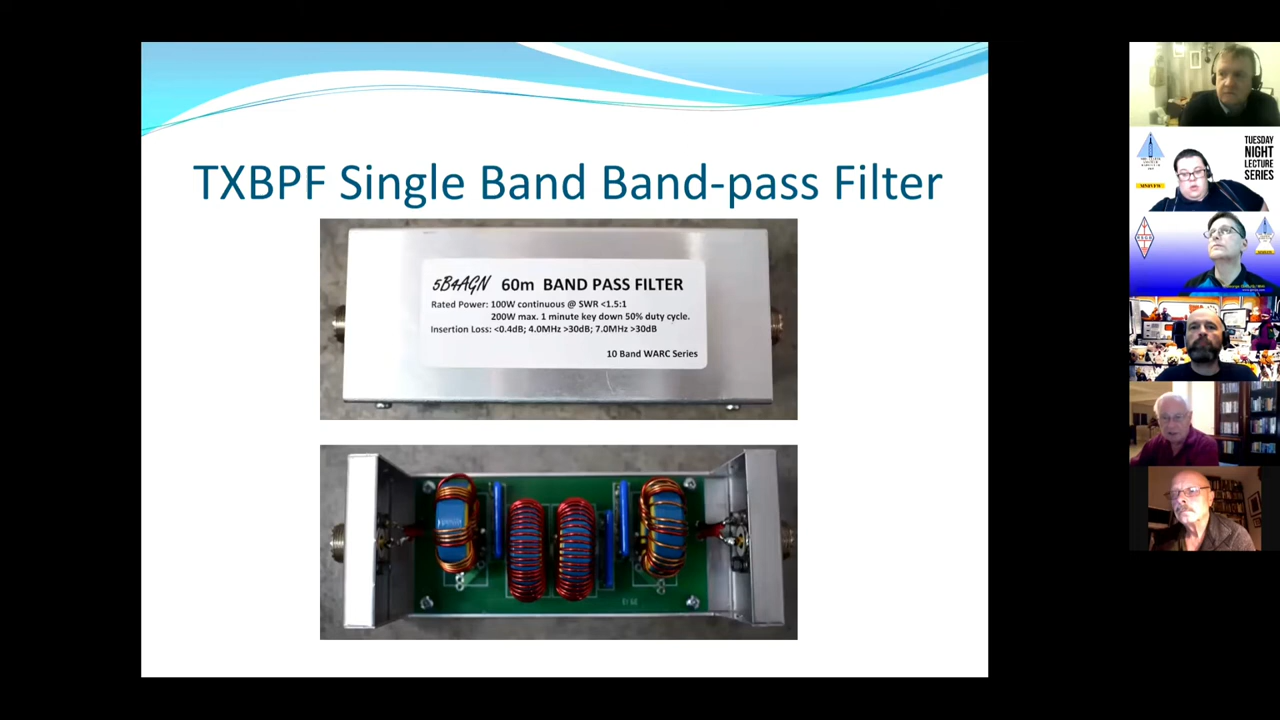 TXBPF Single Band Band-pass Filter
5B4AGN 60m BAND PASS FILTER
Rated Power: 100W continuous @ SWR <1.5:1
200W max. 1 minute key down 50% duty cycle.
Insertion Loss: <0.4dB; 4.0MHz >30dB; 7.0MHz >30dB
10 Band WARC Series
TUESDAY
NIGHT
LECTURE
SERIES